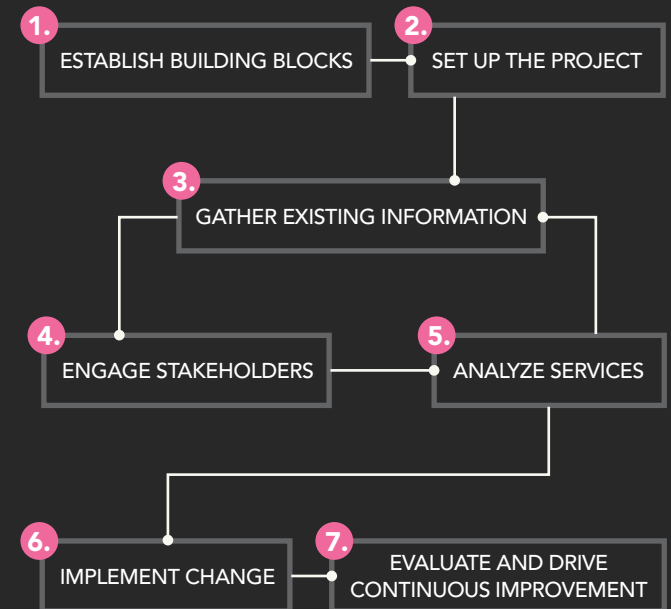 1.
ESTABLISH BUILDING BLOCKS
2.
SET UP THE PROJECT
3.
GATHER EXISTING INFORMATION
4.
ENGAGE STAKEHOLDERS
5.
ANALYZE SERVICES
6.
IMPLEMENT CHANGE
7.
EVALUATE AND DRIVE
CONTINUOUS IMPROVEMENT